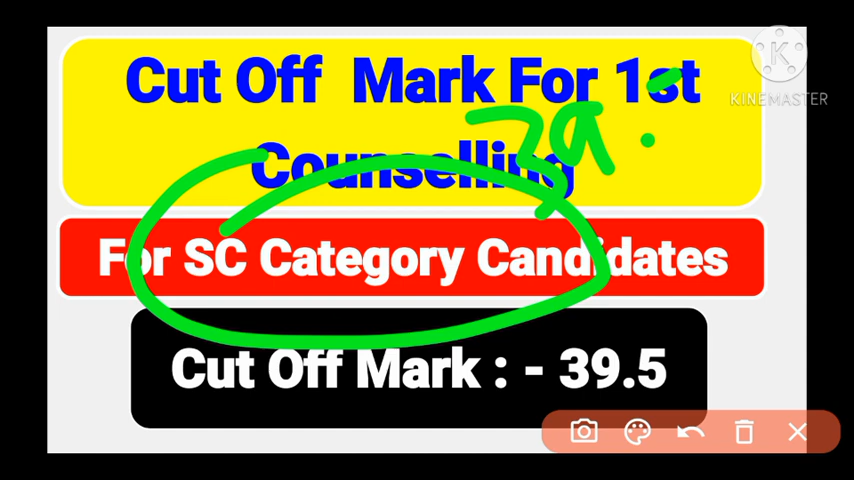 Cut Off Mark For 1st
Counselling
39.
For SC Category Candidates
Cut Off Mark : - 39.5
K
KINEMASTER